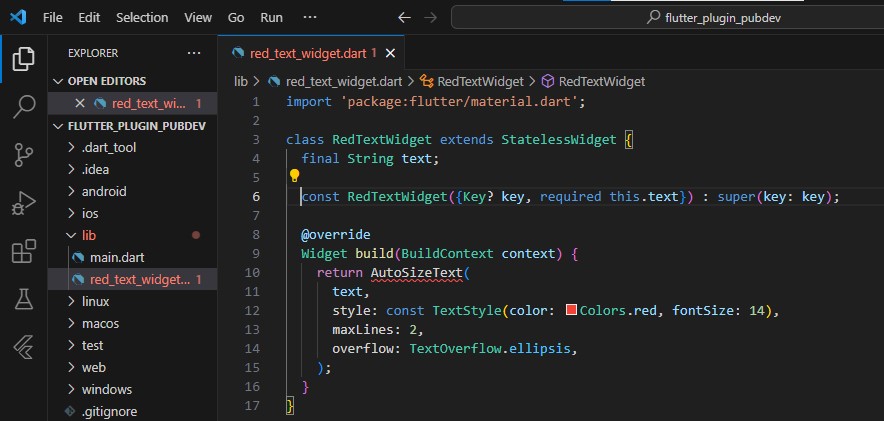 File Edit View Go Run ··· flutter_plugin_pubdev
EXPLORER ···
OPEN EDITORS
red_text_wi... 1
FLUTTER_PLUGIN_PUBDEV
.dart_tool
.idea
android
ios
lib
main.dart
red_text_widget... 1
linux
macos
test
web
windows
.gitignore
red_text_widget.dart 1
lib > red_text_widget.dart > RedTextWidget > RedTextWidget
1 import 'package:flutter/material.dart';
2
3 class RedTextWidget extends StatelessWidget {
4   final String text;
5
6   const RedTextWidget({Key? key, required this.text}) : super(key: key);
7
8   @override
9   Widget build(BuildContext context) {
10     return AutoSizeText(
11       text,
12       style: const TextStyle(color: Colors.red, fontSize: 14),
13       maxLines: 2,
14       overflow: TextOverflow.ellipsis,
15     );
16   }
17 }